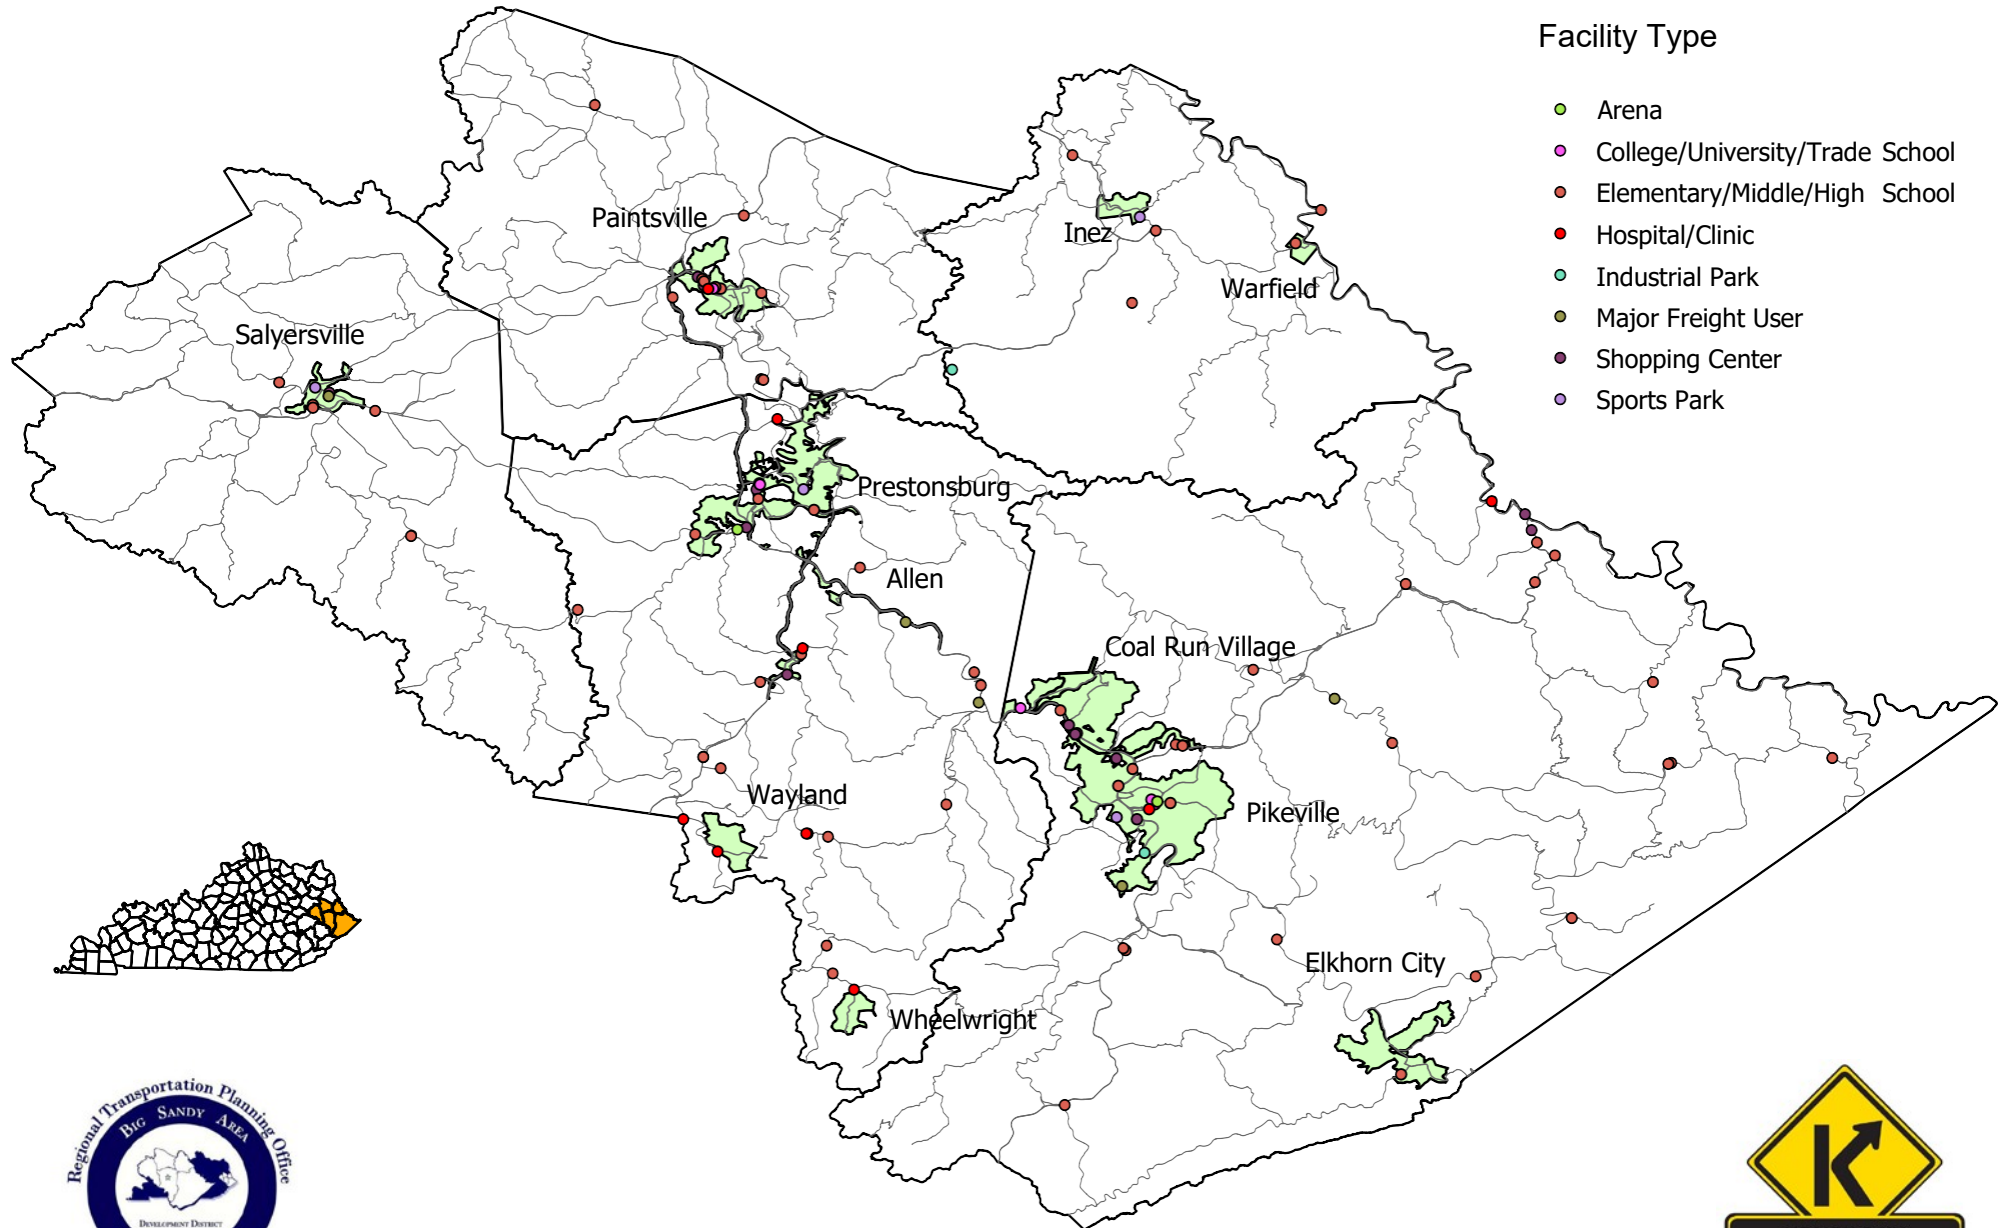 Facility Type
Arena
College/University/Trade School
Elementary/Middle/High School
Hospital/Clinic
Industrial Park
Major Freight User
Shopping Center
Sports Park
Paintsville
Inez
Warfield
Salyersville
Prestonsburg
Allen
Coal Run Village
Wayland
Pikeville
Elkhorn City
Wheelwright
Regional Transportation Planning Office
BIG SANDY AREA
DEVELOPMENT DISTRICT
K